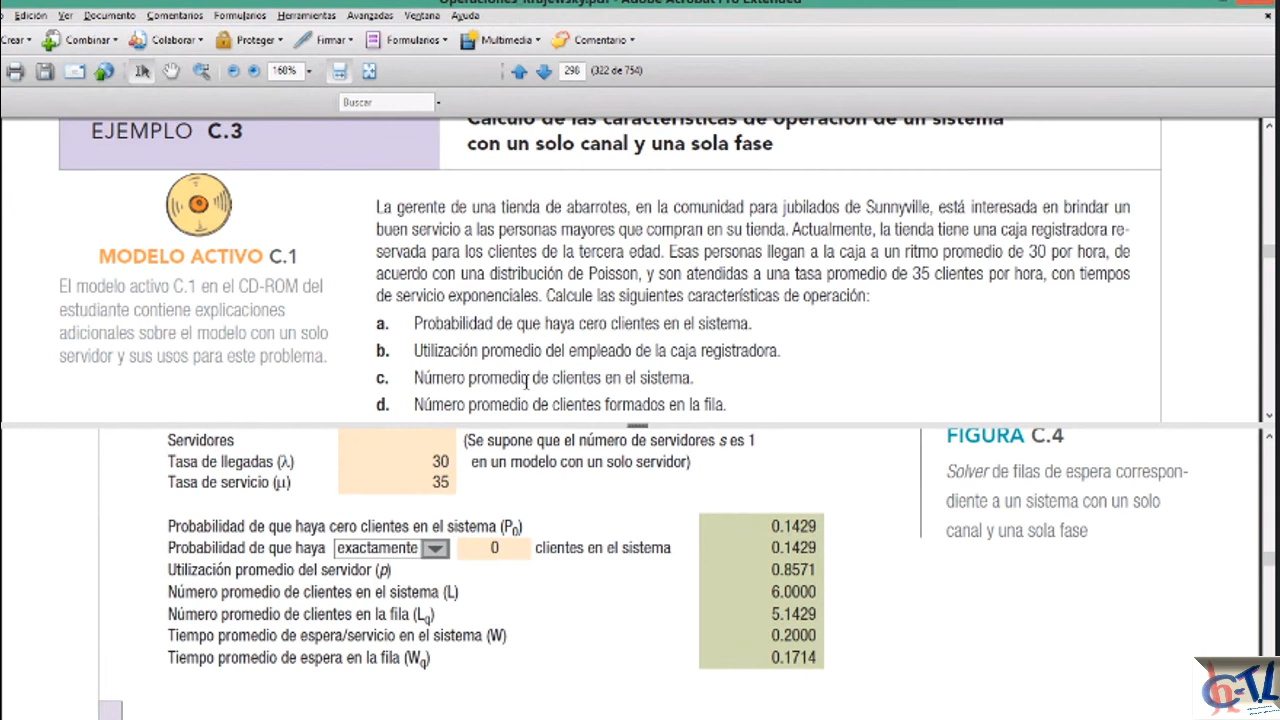 Operaciones_Krajewsky.pdf - Adobe Acrobat Pro Extended
Edición Ver Documento Comentarios Formularios Herramientas Avanzadas Ventana Ayuda
Crear Combinar Colaborar Proteger Firmar Formularios Multimedia Comentario
160% 298 (322 de 754)
Buscar
EJEMPLO C.3
Cálculo de las características de operación de un sistema
con un solo canal y una sola fase
MODELO ACTIVO C.1
El modelo activo C.1 en el CD-ROM del
estudiante contiene explicaciones
adicionales sobre el modelo con un solo
servidor y sus usos para este problema.
La gerente de una tienda de abarrotes, en la comunidad para jubilados de Sunnyville, está interesada en brindar un
buen servicio a las personas mayores que compran en su tienda. Actualmente, la tienda tiene una caja registradora re-
servada para los clientes de la tercera edad. Esas personas llegan a la caja a un ritmo promedio de 30 por hora, de
acuerdo con una distribución de Poisson, y son atendidas a una tasa promedio de 35 clientes por hora, con tiempos
de servicio exponenciales. Calcule las siguientes características de operación:
a. Probabilidad de que haya cero clientes en el sistema.
b. Utilización promedio del empleado de la caja registradora.
c. Número promedio de clientes en el sistema.
d. Número promedio de clientes formados en la fila.
Servidores (Se supone que el número de servidores s es 1
Tasa de llegadas (λ) 30 en un modelo con un solo servidor)
Tasa de servicio (μ) 35
Probabilidad de que haya cero clientes en el sistema (P0) 0.1429
Probabilidad de que haya exactamente 0 clientes en el sistema 0.1429
Utilización promedio del servidor (p) 0.8571
Número promedio de clientes en el sistema (L) 6.0000
Número promedio de clientes en la fila (Lq) 5.1429
Tiempo promedio de espera/servicio en el sistema (W) 0.2000
Tiempo promedio de espera en la fila (Wq) 0.1714
FIGURA C.4
Solver de filas de espera correspon-
diente a un sistema con un solo
canal y una sola fase